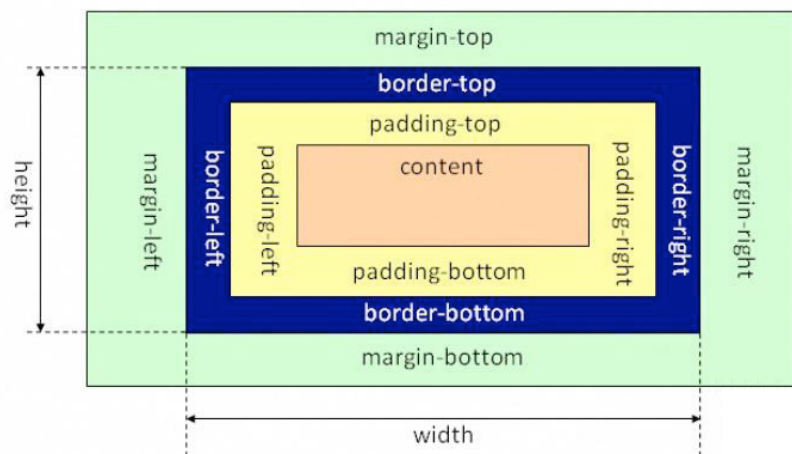 margin-top
border-top
padding-top
content
height
margin-left
border-left
padding-left
padding-right
border-right
margin-right
padding-bottom
border-bottom
margin-bottom
width